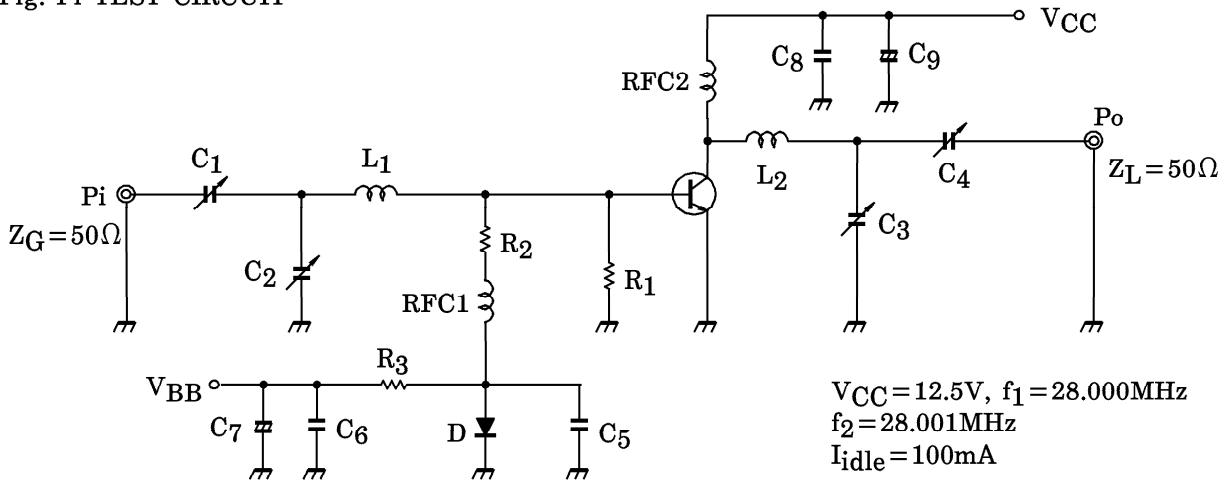 Fig. 1: TEST CIRCUIT
VCC
C8
C9
RFC2
Po
C1
L1
L2
C4
ZL=50Ω
Pi
ZG=50Ω
C2
R2
R1
C3
RFC1
R3
VBB
C7
C6
D
C5
VCC=12.5V, f1=28.000MHz
f2=28.001MHz
Iidle=100mA